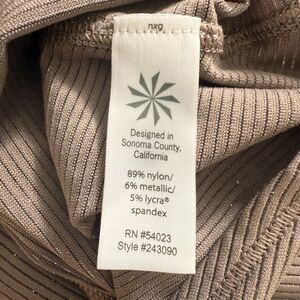 nxg
Designed in
Sonoma County,
California
89% nylon/
6% metallic/
5% lycra®
spandex
RN #54023
Style #243090